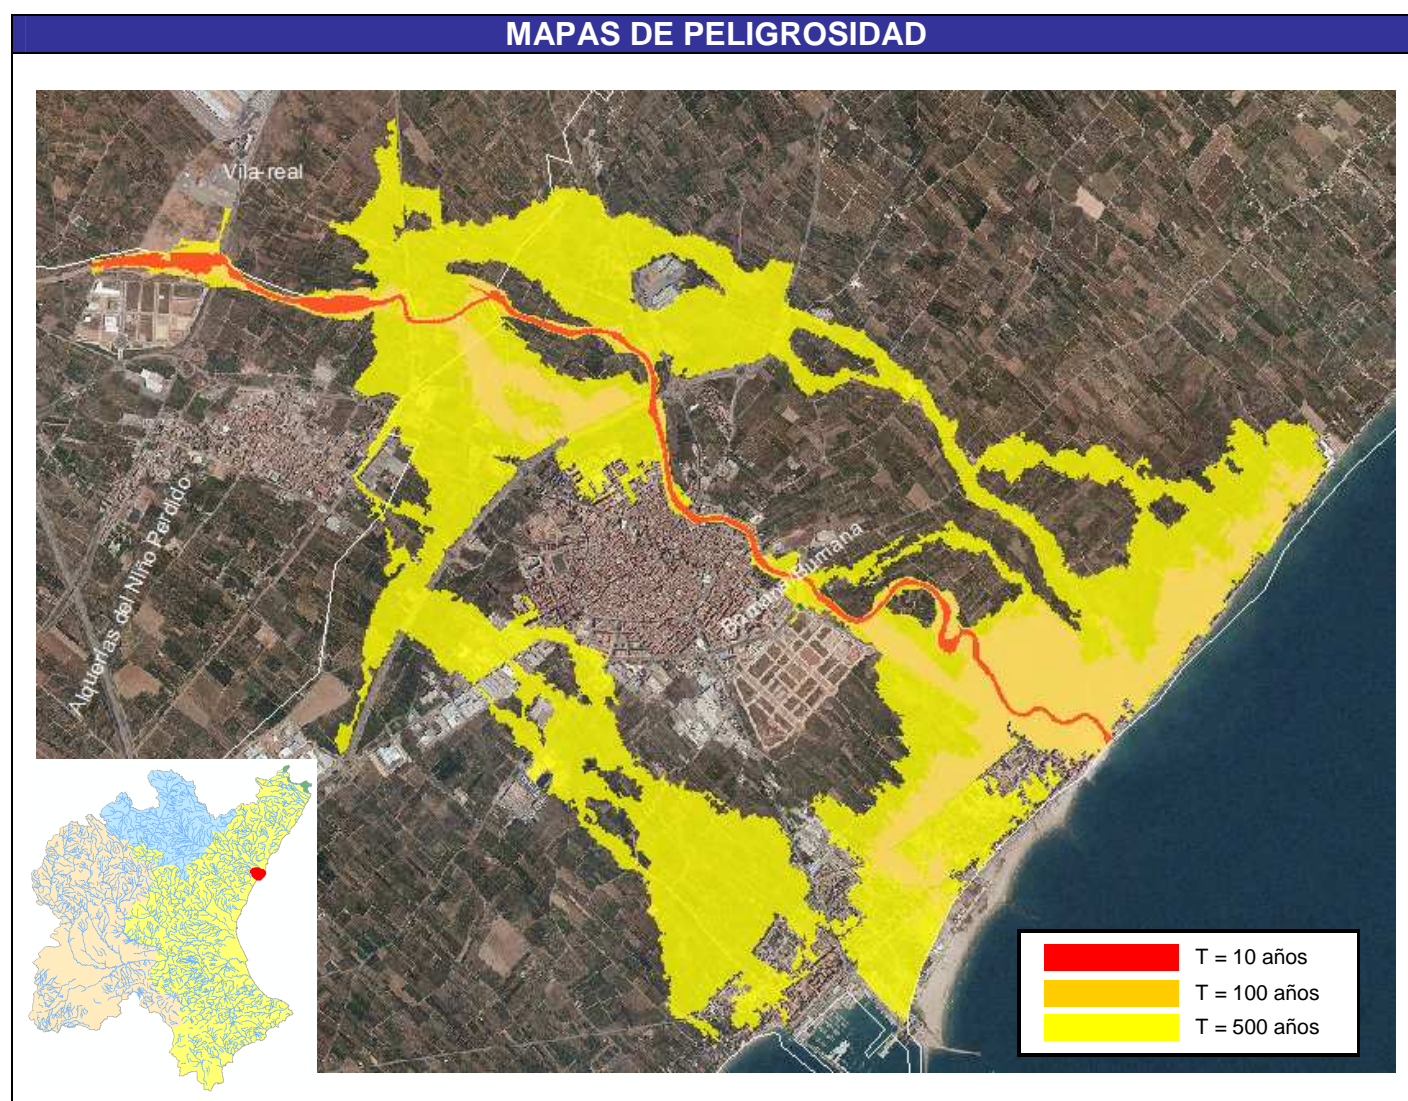 MAPAS DE PELIGROSIDAD
Vila-real
Alquerías del Niño Perdido
Burriana
T = 10 años
T = 100 años
T = 500 años